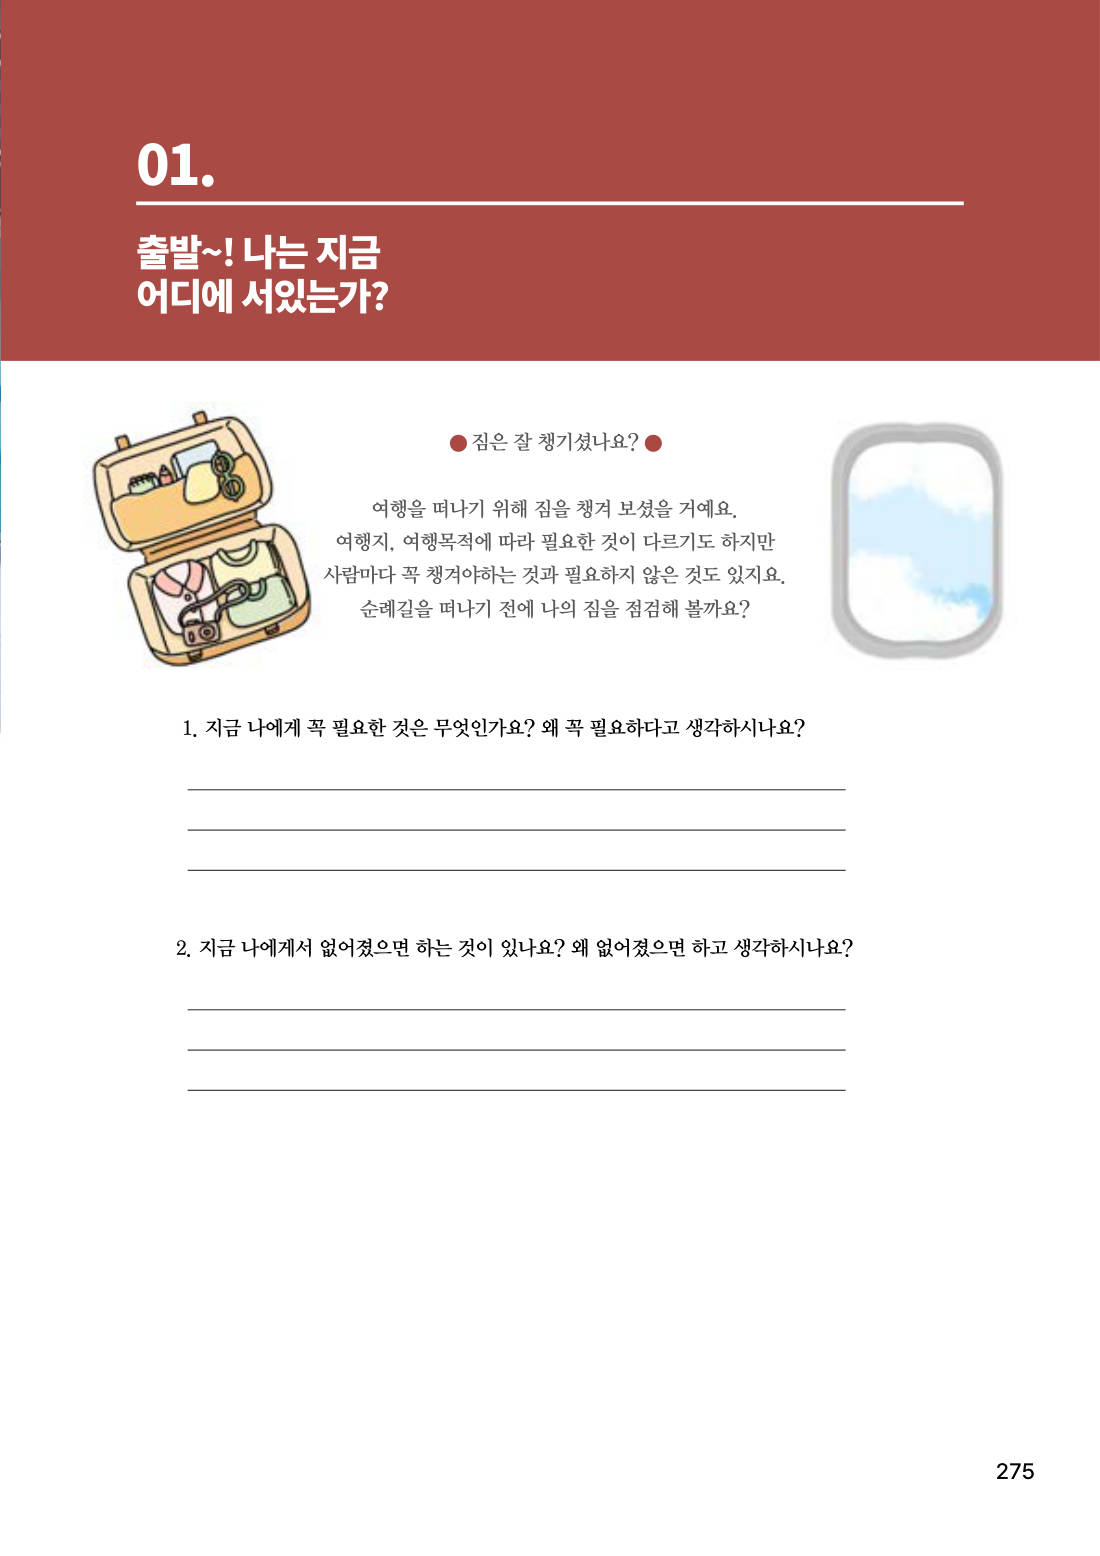 01.
출발~! 나는 지금
어디에 서있는가?
짐은 잘 챙기셨나요?
여행을 떠나기 위해 짐을 챙겨 보셨을 거예요.
여행지, 여행목적에 따라 필요한 것이 다르기도 하지만
사람마다 꼭 챙겨야하는 것과 필요하지 않은 것도 있지요.
순례길을 떠나기 전에 나의 짐을 점검해 볼까요?
1. 지금 나에게 꼭 필요한 것은 무엇인가요? 왜 꼭 필요하다고 생각하시나요?
2. 지금 나에게서 없어졌으면 하는 것이 있나요? 왜 없어졌으면 하고 생각하시나요?
275